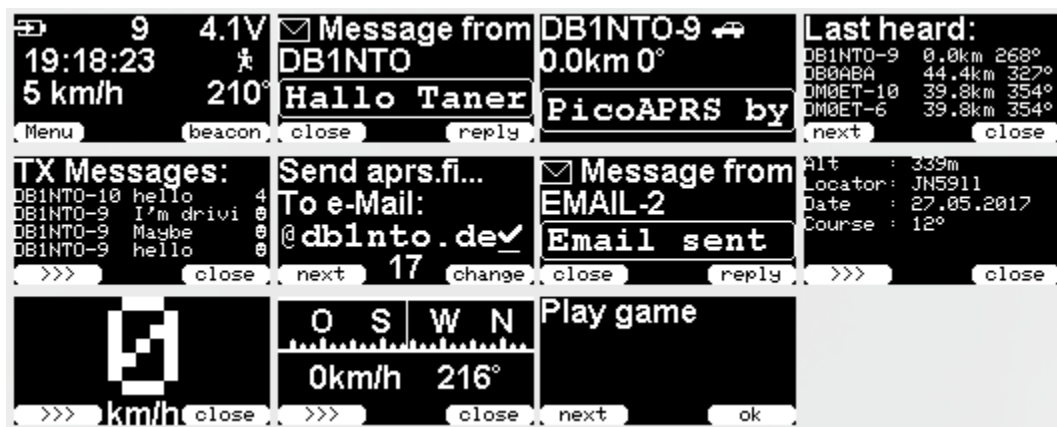 9 4.1V
19:18:23
5 km/h 210°
Menu beacon
Message from
DB1NTO
Hallo Taner
close reply
DB1NTO-9
0.0km 0°
PicoAPRS by
Last heard:
DB1NTO-9 0.0km 268°
DB0ABA 44.4km 327°
DM0ET-10 39.8km 354°
DM0ET-6 39.8km 354°
next close
TX Messages:
DB1NTO-10 hello 4
DB1NTO-9 I'm drivi
DB1NTO-9 Maybe
DB1NTO-9 hello
>>> close
Send aprs.fi...
To e-Mail:
@db1nto.de
next 17 change
Message from
EMAIL-2
Email sent
close reply
Alt : 339m
Locator: JN59ll
Date : 27.05.2017
Course : 12°
>>> close
0
>>> km/h close
O S W N
0km/h 216°
>>> close
Play game
next ok